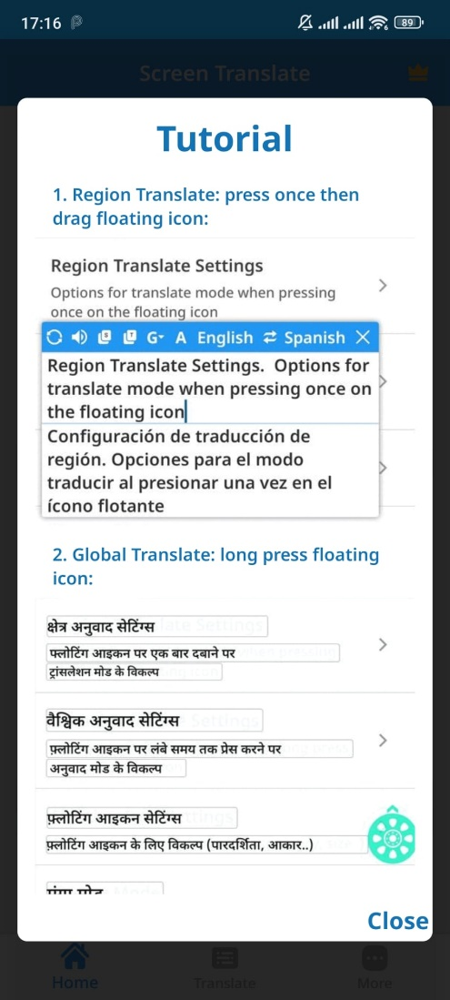 17:16
89
Screen Translate
Tutorial
1. Region Translate: press once then
drag floating icon:
Region Translate Settings
Options for translate mode when pressing
once on the floating icon
G A English Spanish
Region Translate Settings.  Options for
translate mode when pressing once on
the floating icon
Configuración de traducción de
región. Opciones para el modo
traducir al presionar una vez en el
ícono flotante
2. Global Translate: long press floating
icon:
क्षेत्र अनुवाद सेटिंग्स
फ्लोटिंग आइकन पर एक बार दबाने पर
ट्रांसलेशन मोड के विकल्प
वैश्विक अनुवाद सेटिंग्स
फ़्लोटिंग आइकन पर लंबे समय तक प्रेस करने पर
अनुवाद मोड के विकल्प
फ़्लोटिंग आइकन सेटिंग्स
फ़्लोटिंग आइकन के लिए विकल्प (पारदर्शिता, आकार..)
Close
Home Translate More